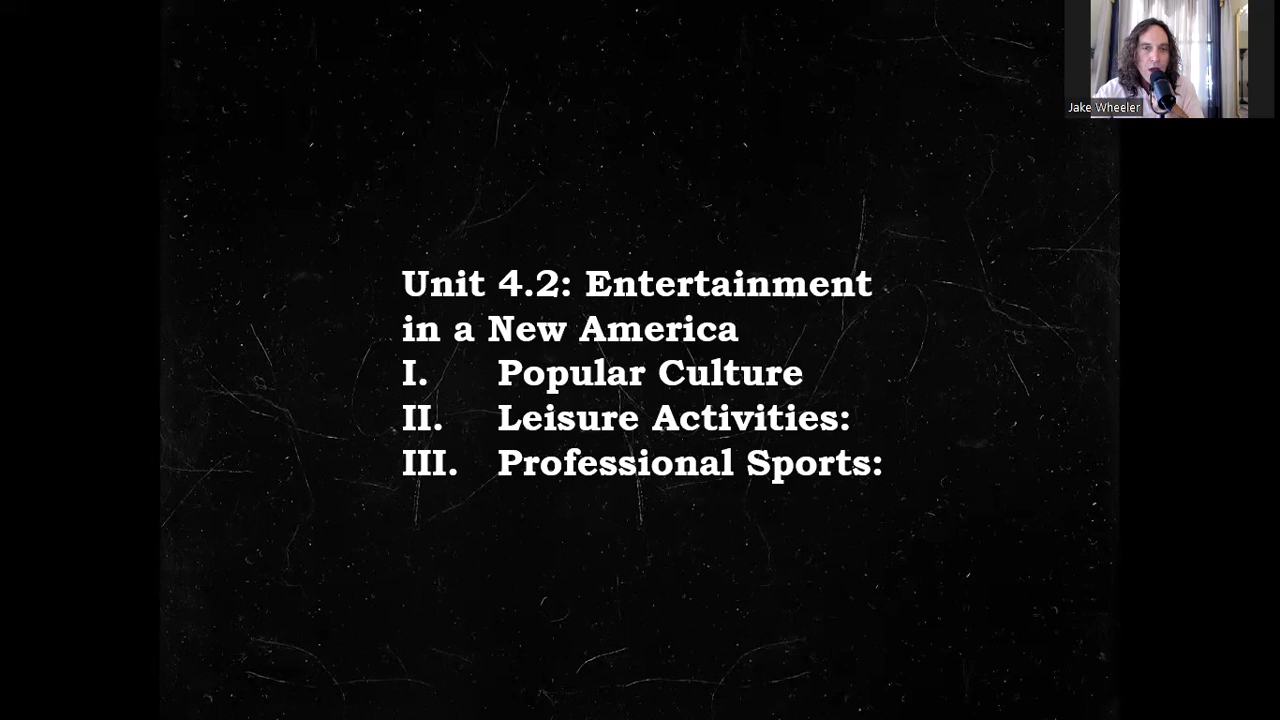 Jake Wheeler
Unit 4.2: Entertainment
in a New America
I. Popular Culture
II. Leisure Activities:
III. Professional Sports: